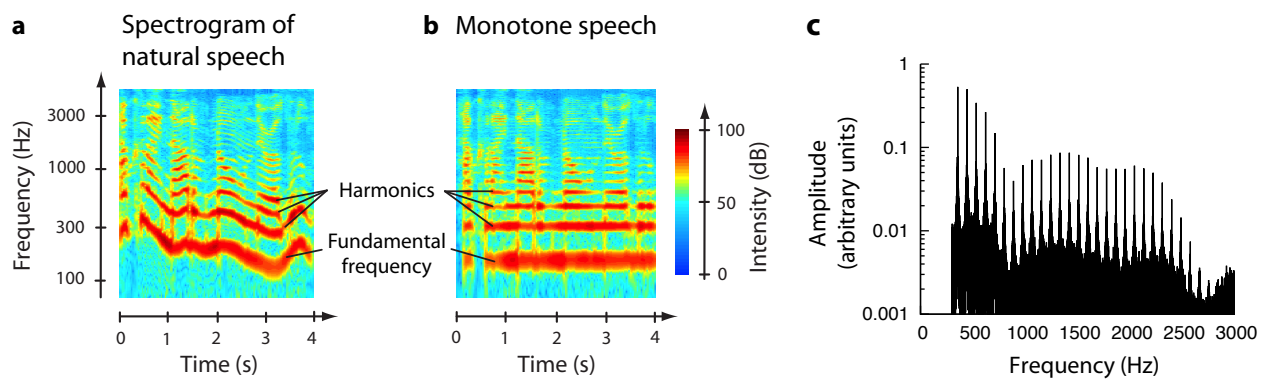 a
Spectrogram of
natural speech
Frequency (Hz)
3000
1000
300
100
0 1 2 3 4
Time (s)
Harmonics
Fundamental
frequency
b
Monotone speech
0 1 2 3 4
Time (s)
100
50
0
Intensity (dB)
c
Amplitude
(arbitrary units)
1
0.1
0.01
0.001
0 500 1000 1500 2000 2500 3000
Frequency (Hz)